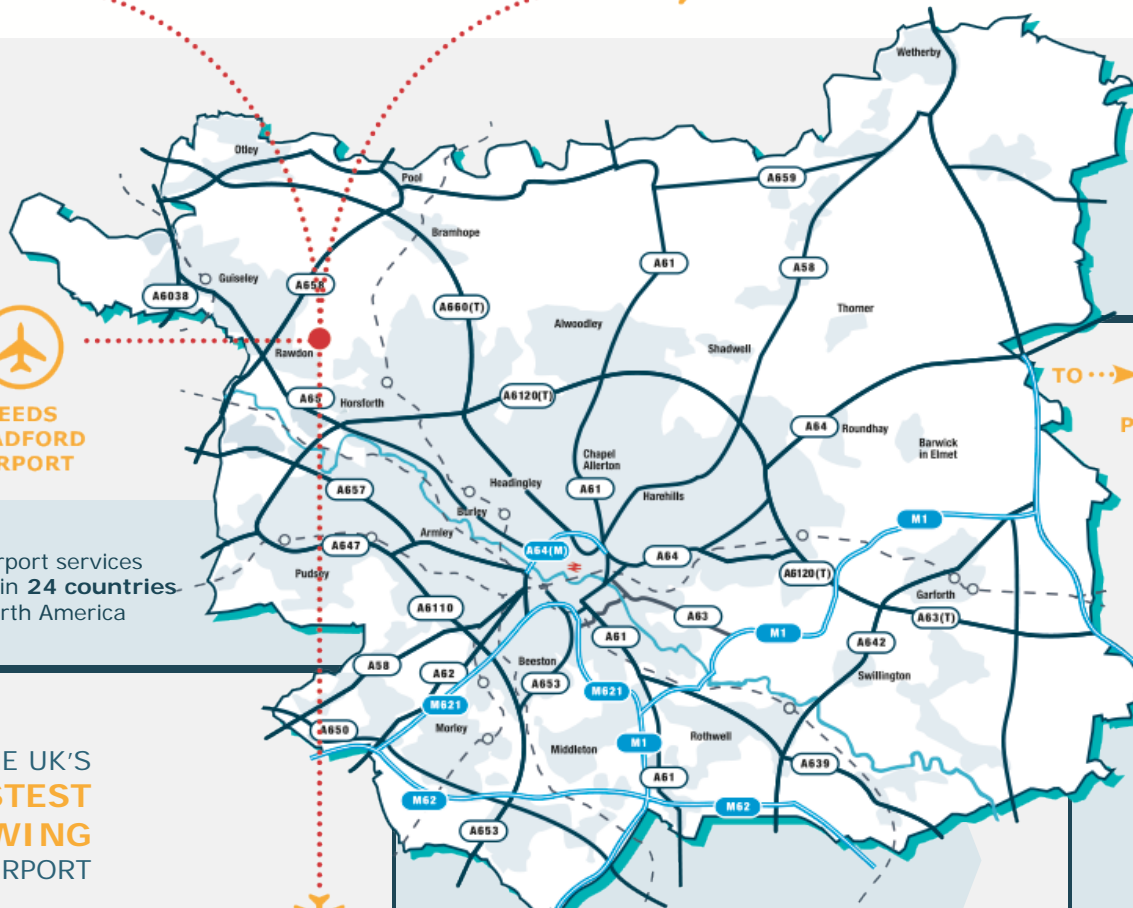 Wetherby
Otley
Pool
A659
Bramhope
A61
A58
Guiseley
A658
A6038
A660(T)
Thorner
Alwoodley
Shadwell
Rawdon
TO
A65
Horsforth
A6120(T)
EEDS
ADFORD
RPORT
P
A64
Roundhay
Barwick
in Elmet
Chapel
Allerton
Headingley
A657
A61
Harehills
Burley
M1
Armley
A647
A64(M)
A64
rport services
in 24 countries
rth America
Pudsey
A6120(T)
Garforth
A6110
A63
A63(T)
A61
M1
A642
A58
A62
Beeston
A653
Swillington
M621
M621
Morley
A650
Middleton
M1
Rothwell
A61
A639
E UK'S
STEST
WING
RPORT
M62
M62
A653